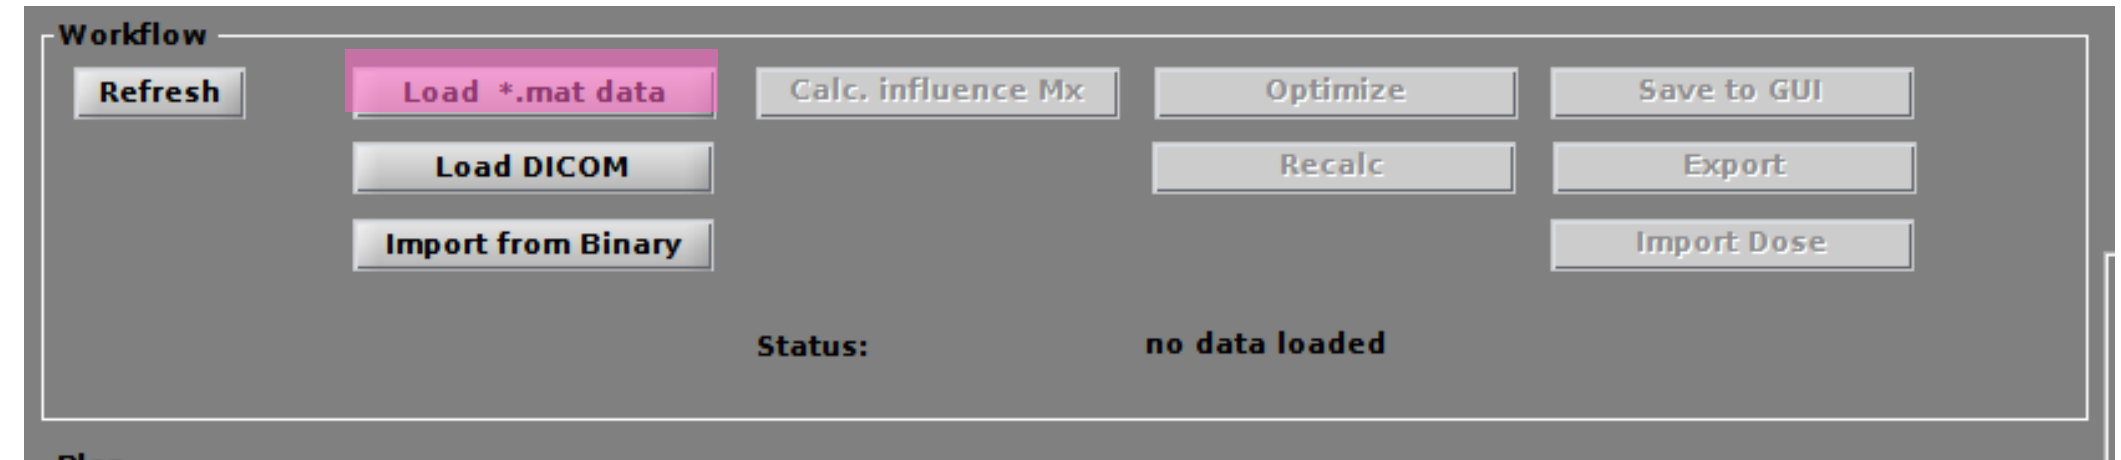 Workflow
Refresh
Load *.mat data
Calc. influence Mx
Optimize
Save to GUI
Load DICOM
Recalc
Export
Import from Binary
Import Dose
Status:
no data loaded